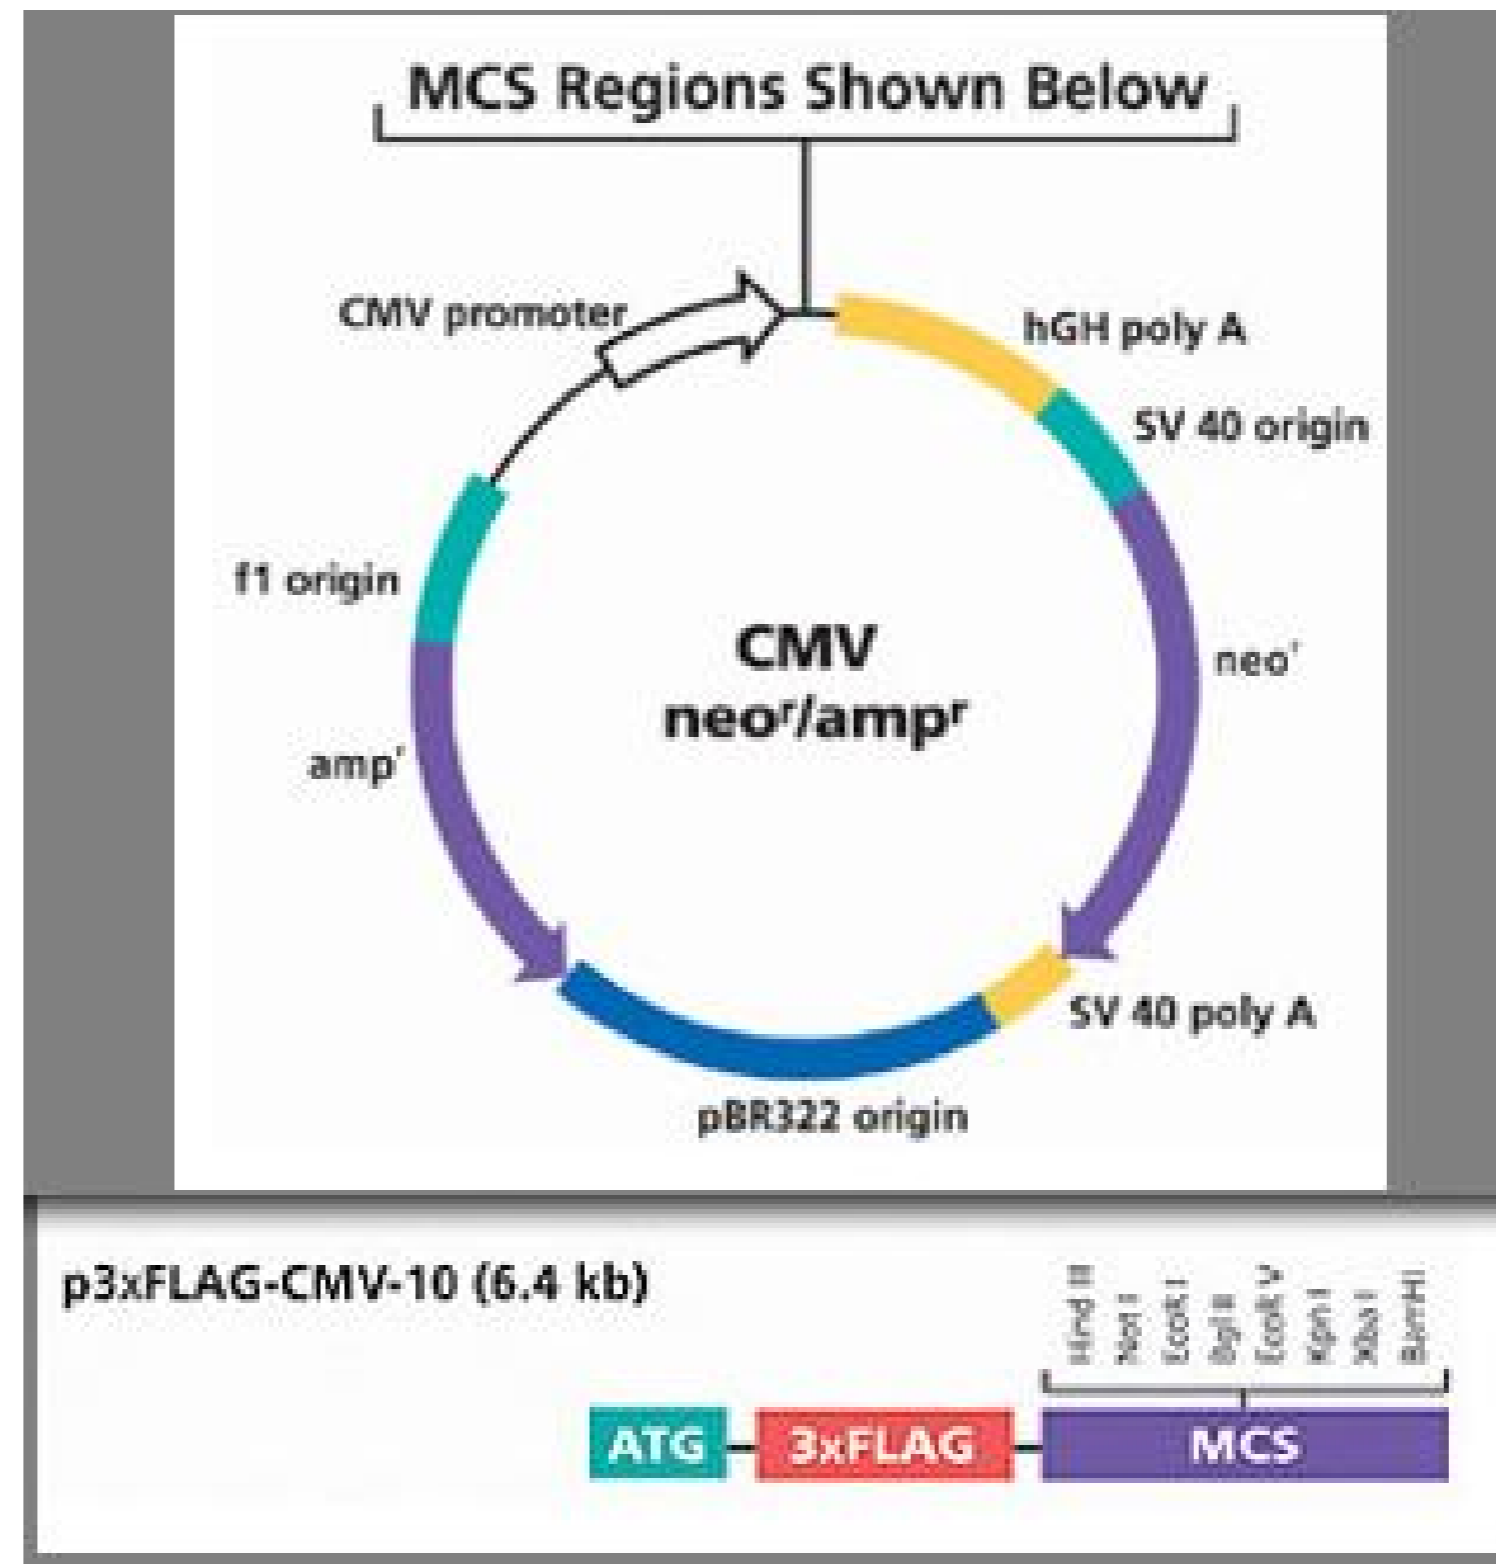 MCS Regions Shown Below
CMV promoter
hGH poly A
SV 40 origin
f1 origin
CMV
neoʳ/ampʳ
neoʳ
ampʳ
SV 40 poly A
pBR322 origin
p3xFLAG-CMV-10 (6.4 kb)
Hind II
Not I
EcoR I
Bgl II
EcoR V
Kpn I
Xba I
BamHI
ATG
3xFLAG
MCS